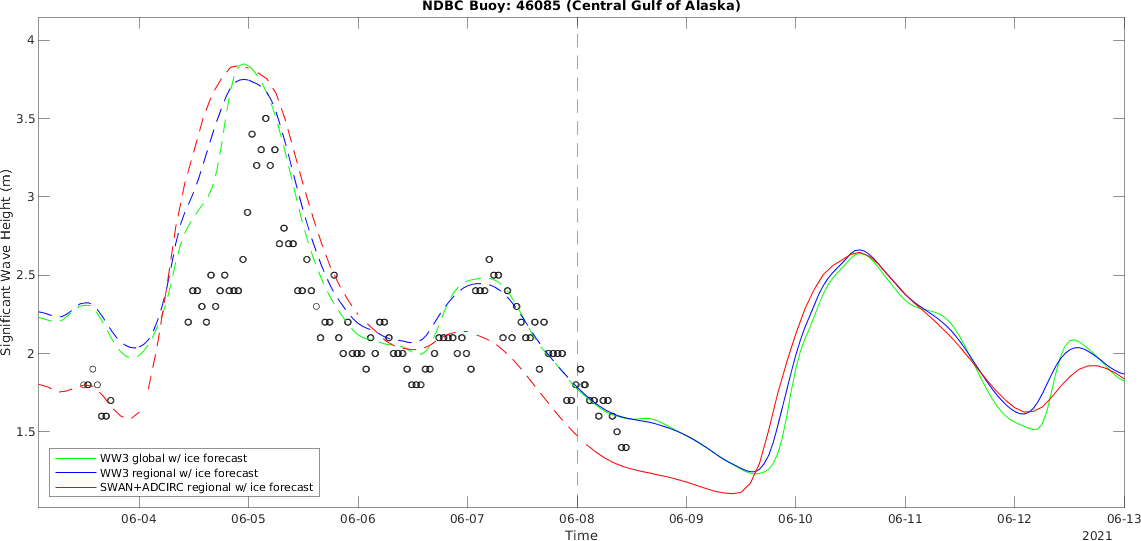 NDBC Buoy: 46085 (Central Gulf of Alaska)
4
3.5
3
2.5
2
1.5
Significant Wave Height (m)
WW3 global w/ ice forecast
WW3 regional w/ ice forecast
SWAN+ADCIRC regional w/ ice forecast
06-04 06-05 06-06 06-07 06-08 06-09 06-10 06-11 06-12 06-13
Time
2021